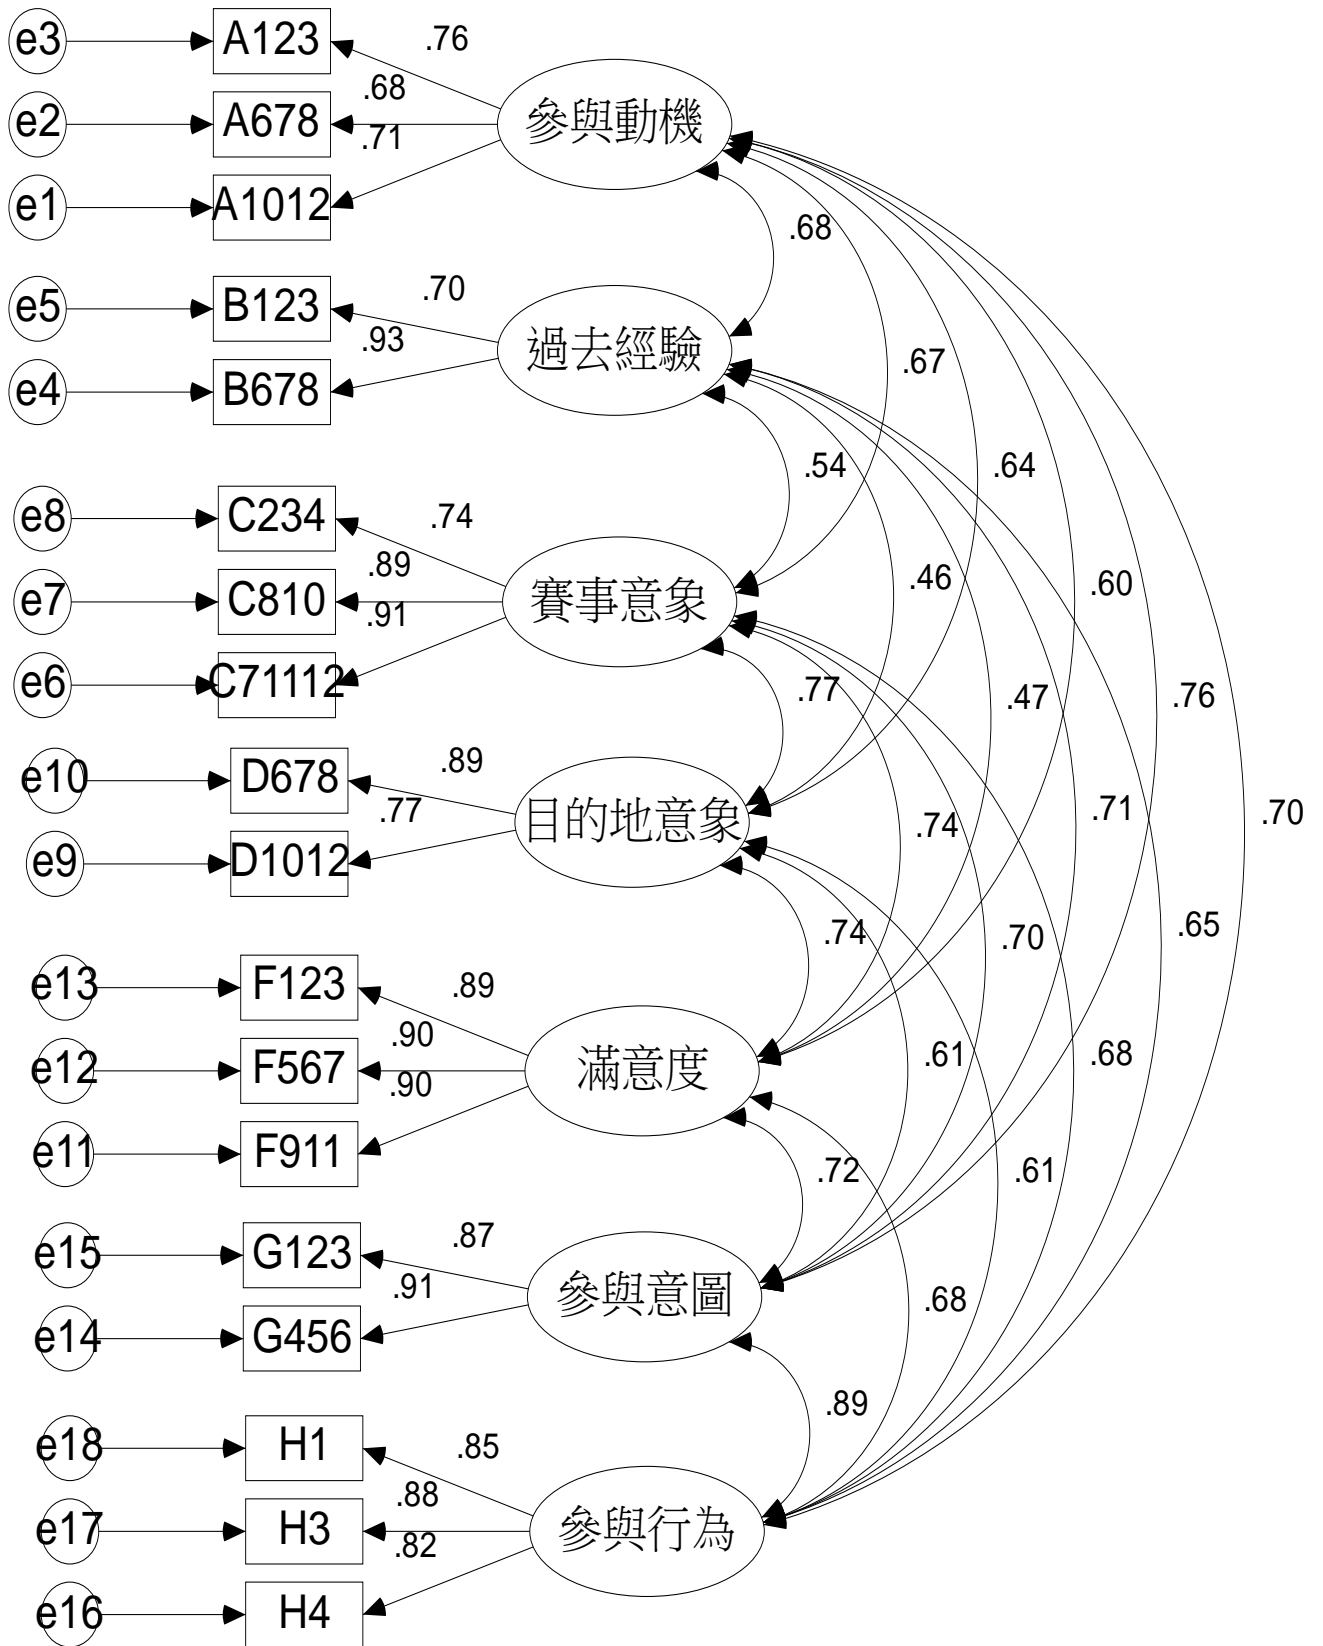 e3 A123 .76
.68
e2 A678 參與動機
.71
e1 A1012
.68
e5 B123 .70
.93 過去經驗 .67
e4 B678
.54 .64
e8 C234 .74
.89 .46 .60
e7 C810 賽事意象
.91
e6 C71112 .77 .47 .76
e10 D678 .89
.77 目的地意象 .74 .71 .70
e9 D1012
.74 .70 .65
e13 F123 .89
.90
e12 F567 滿意度 .61 .68
.90
e11 F911
.72 .61
e15 G123 .87
.91 參與意圖 .68
e14 G456
.89
e18 H1 .85
.88
e17 H3 參與行為
.82
e16 H4